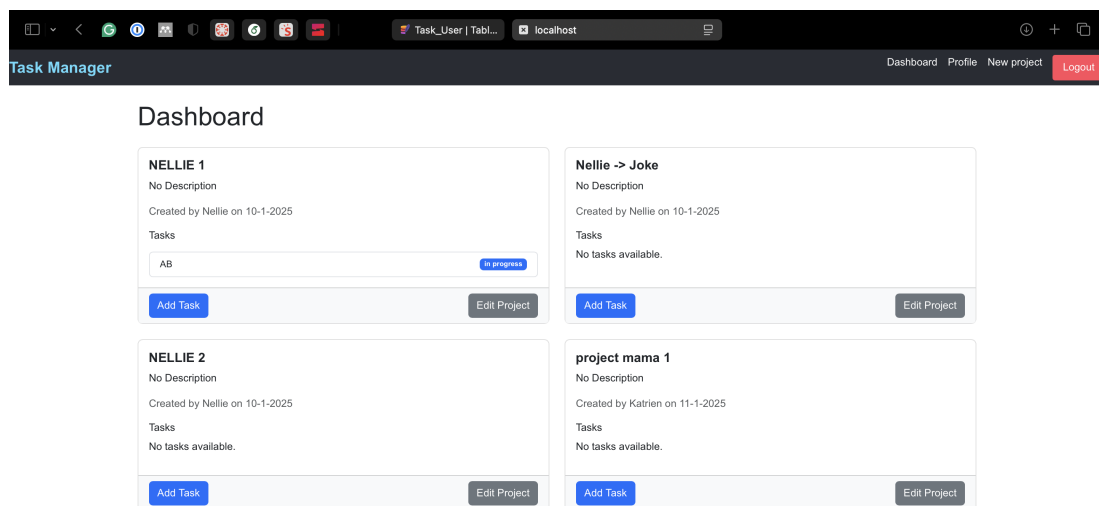 Task_User | Tabl...
localhost
Task Manager
Dashboard Profile New project Logout
Dashboard
NELLIE 1
No Description
Created by Nellie on 10-1-2025
Tasks
AB in progress
Add Task Edit Project
Nellie -> Joke
No Description
Created by Nellie on 10-1-2025
Tasks
No tasks available.
Add Task Edit Project
NELLIE 2
No Description
Created by Nellie on 10-1-2025
Tasks
No tasks available.
Add Task Edit Project
project mama 1
No Description
Created by Katrien on 11-1-2025
Tasks
No tasks available.
Add Task Edit Project